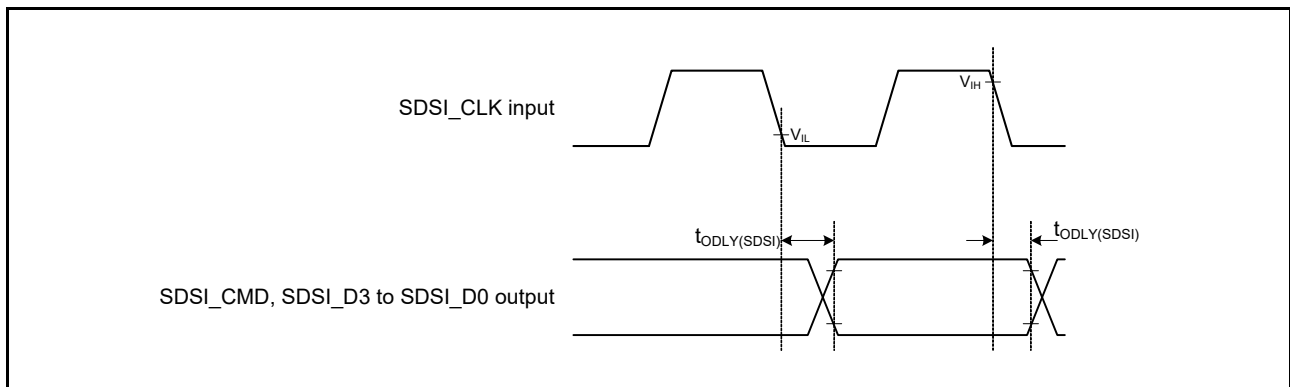 SDSI_CLK input
VIL
VIH
tODLY(SDSI)
tODLY(SDSI)
SDSI_CMD, SDSI_D3 to SDSI_D0 output